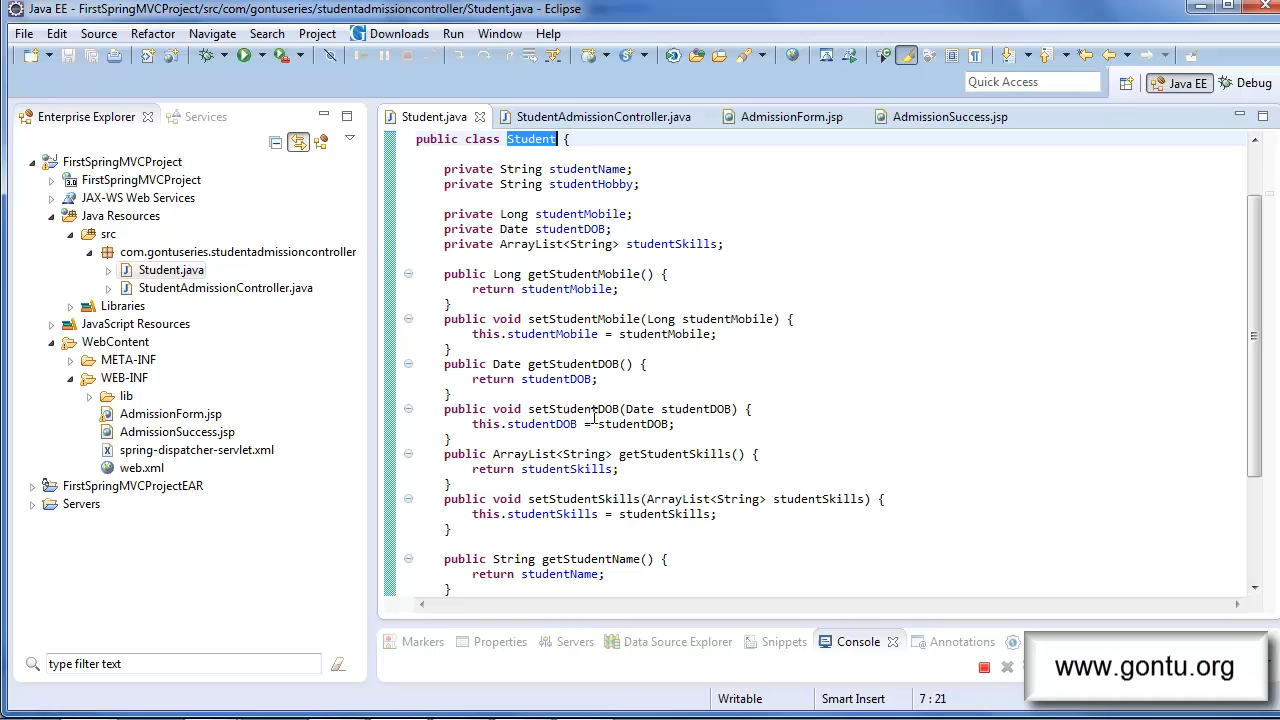 Java EE - FirstSpringMVCProject/src/com/gontuseries/studentadmissioncontroller/Student.java - Eclipse
File Edit Source Refactor Navigate Search Project Downloads Run Window Help
Quick Access
Java EE
Debug
Enterprise Explorer
Services
Student.java
StudentAdmissionController.java
AdmissionForm.jsp
AdmissionSuccess.jsp
FirstSpringMVCProject
FirstSpringMVCProject
JAX-WS Web Services
Java Resources
src
com.gontuseries.studentadmissioncontroller
Student.java
StudentAdmissionController.java
Libraries
JavaScript Resources
WebContent
META-INF
WEB-INF
lib
AdmissionForm.jsp
AdmissionSuccess.jsp
spring-dispatcher-servlet.xml
web.xml
FirstSpringMVCProjectEAR
Servers
type filter text
public class Student {
private String studentName;
private String studentHobby;
private Long studentMobile;
private Date studentDOB;
private ArrayList<String> studentSkills;
public Long getStudentMobile() {
return studentMobile;
}
public void setStudentMobile(Long studentMobile) {
this.studentMobile = studentMobile;
}
public Date getStudentDOB() {
return studentDOB;
}
public void setStudentDOB(Date studentDOB) {
this.studentDOB = studentDOB;
}
public ArrayList<String> getStudentSkills() {
return studentSkills;
}
public void setStudentSkills(ArrayList<String> studentSkills) {
this.studentSkills = studentSkills;
}
public String getStudentName() {
return studentName;
}
Markers
Properties
Servers
Data Source Explorer
Snippets
Console
Annotations
www.gontu.org
Writable
Smart Insert
7 : 21